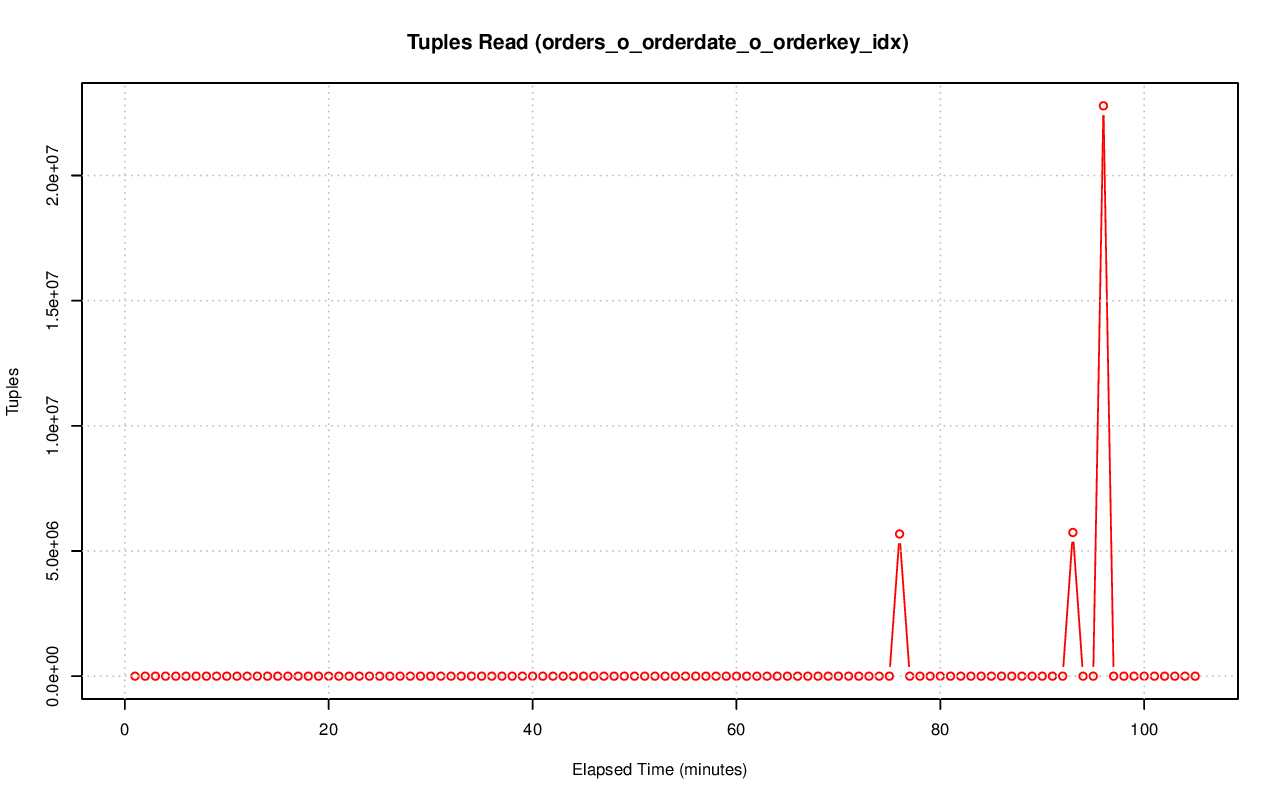 Tuples Read (orders_o_orderdate_o_orderkey_idx)
2.0e+07
1.5e+07
1.0e+07
5.0e+06
0.0e+00
Tuples
0 20 40 60 80 100
Elapsed Time (minutes)